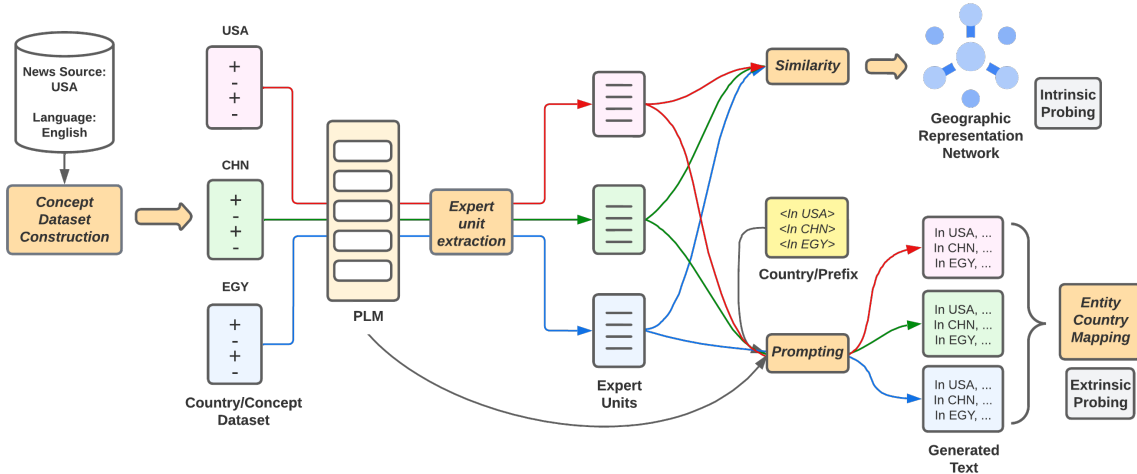 News Source:
USA
Language:
English
Concept
Dataset
Construction
USA
+
-
+
-
CHN
+
-
+
-
EGY
+
-
+
-
Country/Concept
Dataset
PLM
Expert
unit
extraction
Expert
Units
Similarity
Geographic
Representation
Network
Intrinsic
Probing
<In USA>
<In CHN>
<In EGY>
Country/Prefix
Prompting
In USA, ...
In CHN, ...
In EGY, ...
In USA, ...
In CHN, ...
In EGY, ...
In USA, ...
In CHN, ...
In EGY, ...
Generated
Text
Entity
Country
Mapping
Extrinsic
Probing